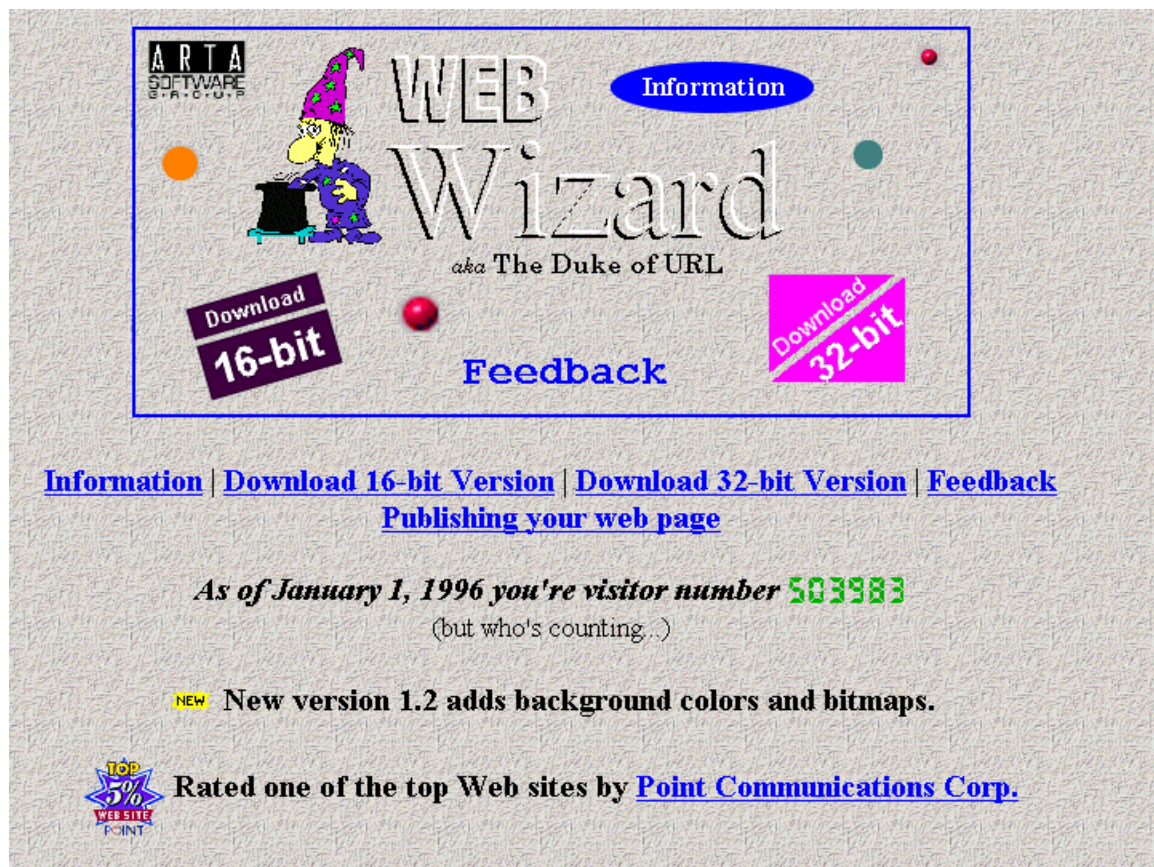 ARTA
SOFTWARE
G·R·O·U·P
WEB
Wizard
aka The Duke of URL
Information
Download
16-bit
Feedback
Download
32-bit
Information | Download 16-bit Version | Download 32-bit Version | Feedback
Publishing your web page
As of January 1, 1996 you're visitor number 503983
(but who's counting...)
NEW New version 1.2 adds background colors and bitmaps.
TOP
5%
WEB SITE
POINT
Rated one of the top Web sites by Point Communications Corp.